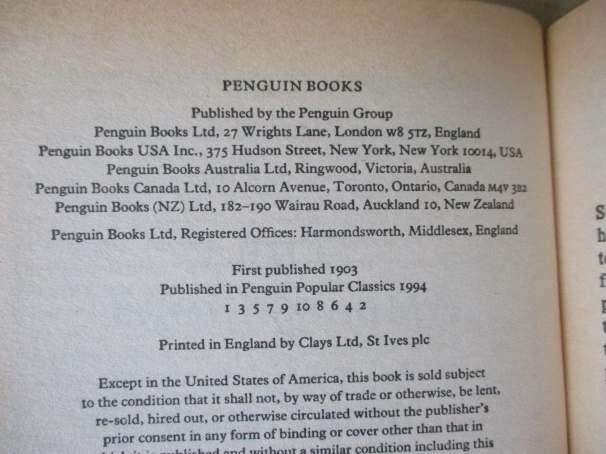 PENGUIN BOOKS
Published by the Penguin Group
Penguin Books Ltd, 27 Wrights Lane, London W8 5TZ, England
Penguin Books USA Inc., 375 Hudson Street, New York, New York 10014, USA
Penguin Books Australia Ltd, Ringwood, Victoria, Australia
Penguin Books Canada Ltd, 10 Alcorn Avenue, Toronto, Ontario, Canada M4V 3B2
Penguin Books (NZ) Ltd, 182–190 Wairau Road, Auckland 10, New Zealand
Penguin Books Ltd, Registered Offices: Harmondsworth, Middlesex, England
First published 1903
Published in Penguin Popular Classics 1994
1 3 5 7 9 10 8 6 4 2
Printed in England by Clays Ltd, St Ives plc
Except in the United States of America, this book is sold subject
to the condition that it shall not, by way of trade or otherwise, be lent,
re-sold, hired out, or otherwise circulated without the publisher's
prior consent in any form of binding or cover other than that in
which it is published and without a similar condition including this